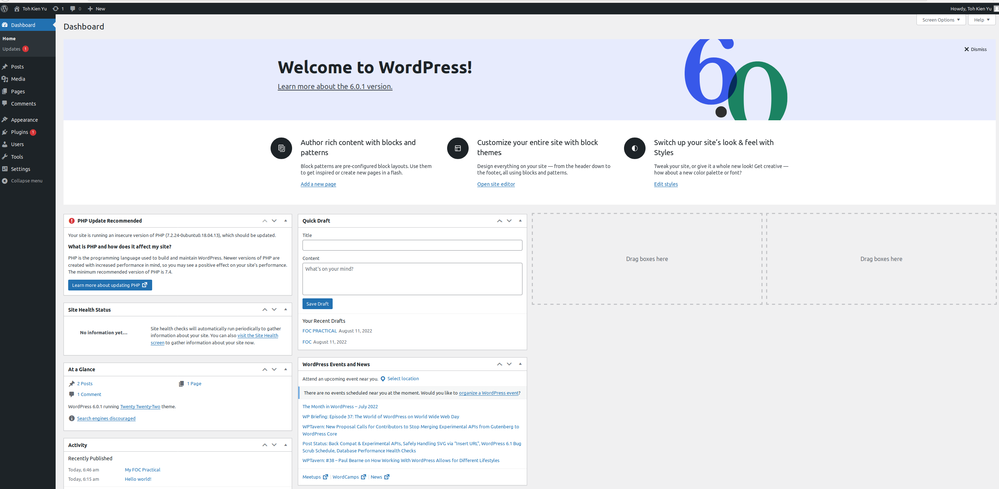 Toh Kien Yu 1 0 New Howdy, Toh Kien Yu
Dashboard
Home
Updates 1
Posts
Media
Pages
Comments
Appearance
Plugins 1
Users
Tools
Settings
Collapse menu
Dashboard
Screen Options Help
Dismiss
Welcome to WordPress!
Learn more about the 6.0.1 version.
6.0
Author rich content with blocks and
patterns
Block patterns are pre-configured block layouts. Use them
to get inspired or create new pages in a flash.
Add a new page
Customize your entire site with block
themes
Design everything on your site — from the header down to
the footer, all using blocks and patterns.
Open site editor
Switch up your site’s look & feel with
Styles
Tweak your site, or give it a whole new look! Get creative —
how about a new color palette or font?
Edit styles
PHP Update Recommended
Your site is running an insecure version of PHP (7.2.24-0ubuntu0.18.04.13), which should be updated.
What is PHP and how does it affect my site?
PHP is the programming language used to build and maintain WordPress. Newer versions of PHP are
created with increased performance in mind, so you may see a positive effect on your site’s performance.
The minimum recommended version of PHP is 7.4.
Learn more about updating PHP
Site Health Status
No information yet…
Site health checks will automatically run periodically to gather
information about your site. You can also visit the Site Health
screen to gather information about your site now.
At a Glance
2 Posts 1 Page
1 Comment
WordPress 6.0.1 running Twenty Twenty-Two theme.
Search engines discouraged
Activity
Recently Published
Today, 6:46 am My FOC Practical
Today, 6:15 am Hello world!
Quick Draft
Title
Content
What’s on your mind?
Save Draft
Your Recent Drafts
FOC PRACTICAL August 11, 2022
FOC August 11, 2022
WordPress Events and News
Attend an upcoming event near you. Select location
There are no events scheduled near you at the moment. Would you like to organize a WordPress event?
The Month in WordPress – July 2022
WP Briefing: Episode 37: The World of WordPress on World Wide Web Day
WPTavern: New Proposal Calls for Contributors to Stop Merging Experimental APIs from Gutenberg to
WordPress Core
Post Status: Back Compat & Experimental APIs, Safely Handling SVG via “Insert URL”, WordPress 6.1 Bug
Scrub Schedule, Database Performance Health Checks
WPTavern: #38 – Paul Bearne on How Working With WordPress Allows for Different Lifestyles
Meetups | WordCamps | News
Drag boxes here
Drag boxes here